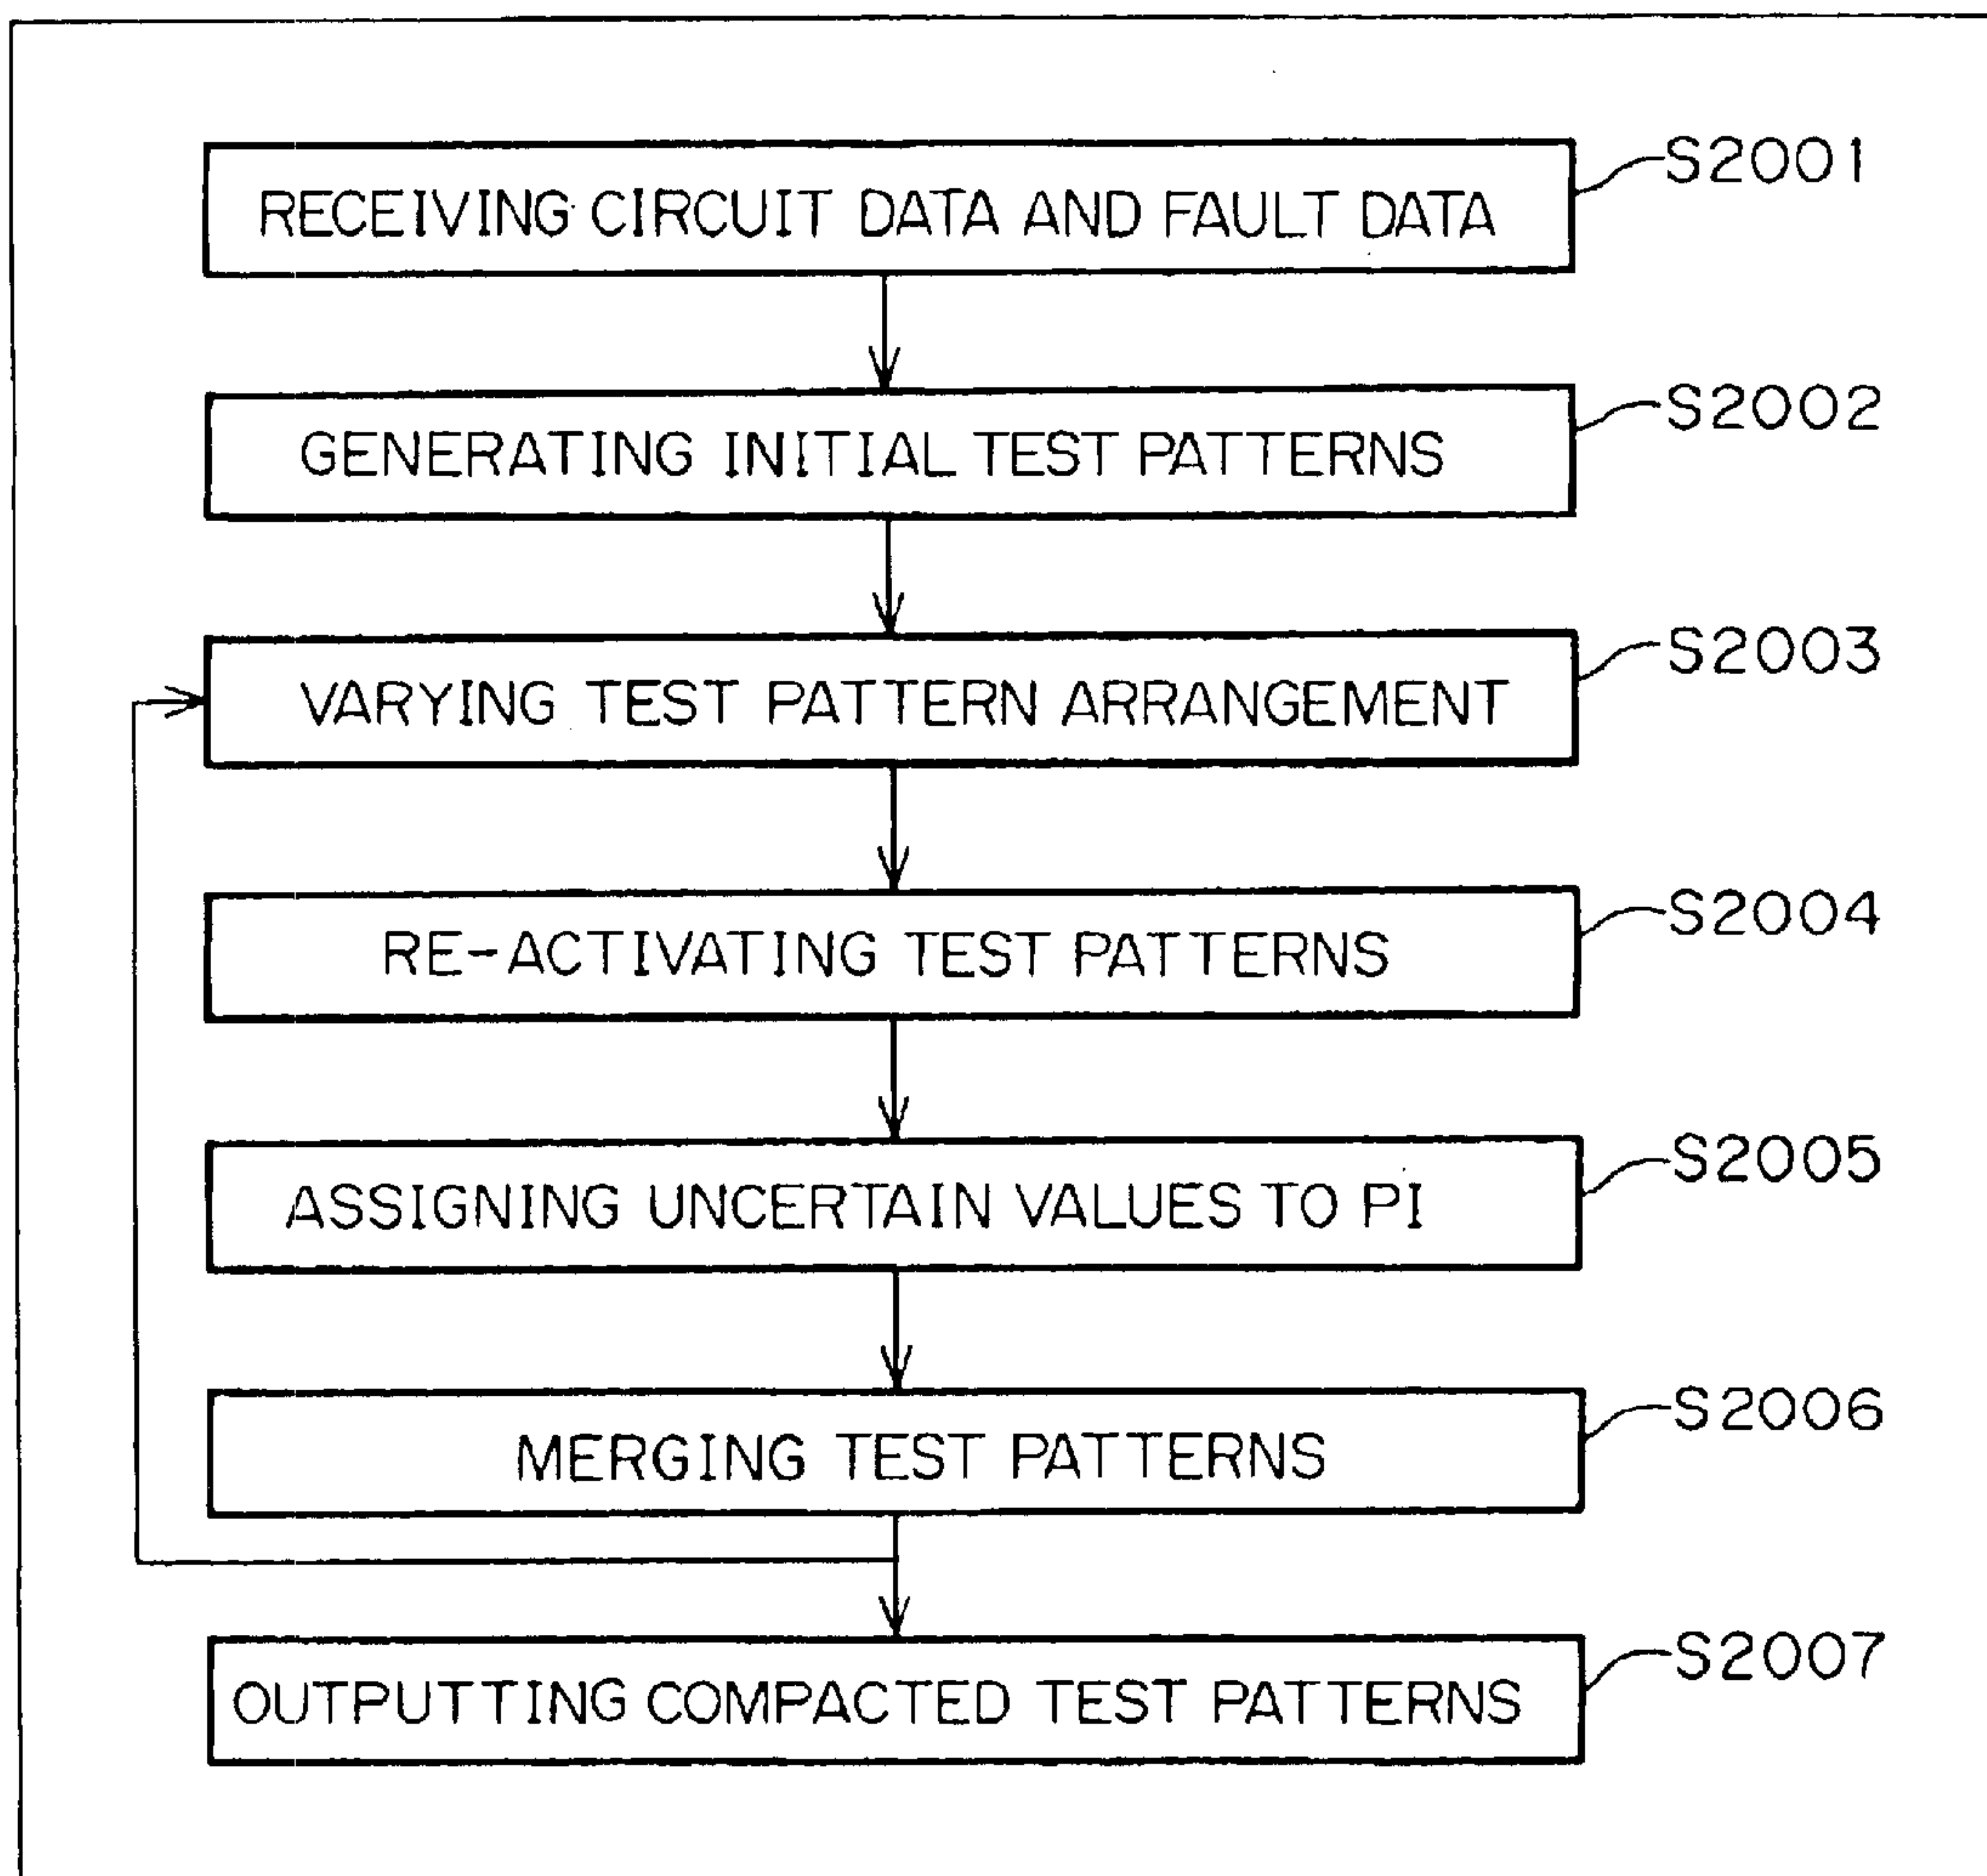 S2001
RECEIVING CIRCUIT DATA AND FAULT DATA
S2002
GENERATING INITIAL TEST PATTERNS
S2003
VARYING TEST PATTERN ARRANGEMENT
S2004
RE-ACTIVATING TEST PATTERNS
S2005
ASSIGNING UNCERTAIN VALUES TO PI
S2006
MERGING TEST PATTERNS
S2007
OUTPUTTING COMPACTED TEST PATTERNS